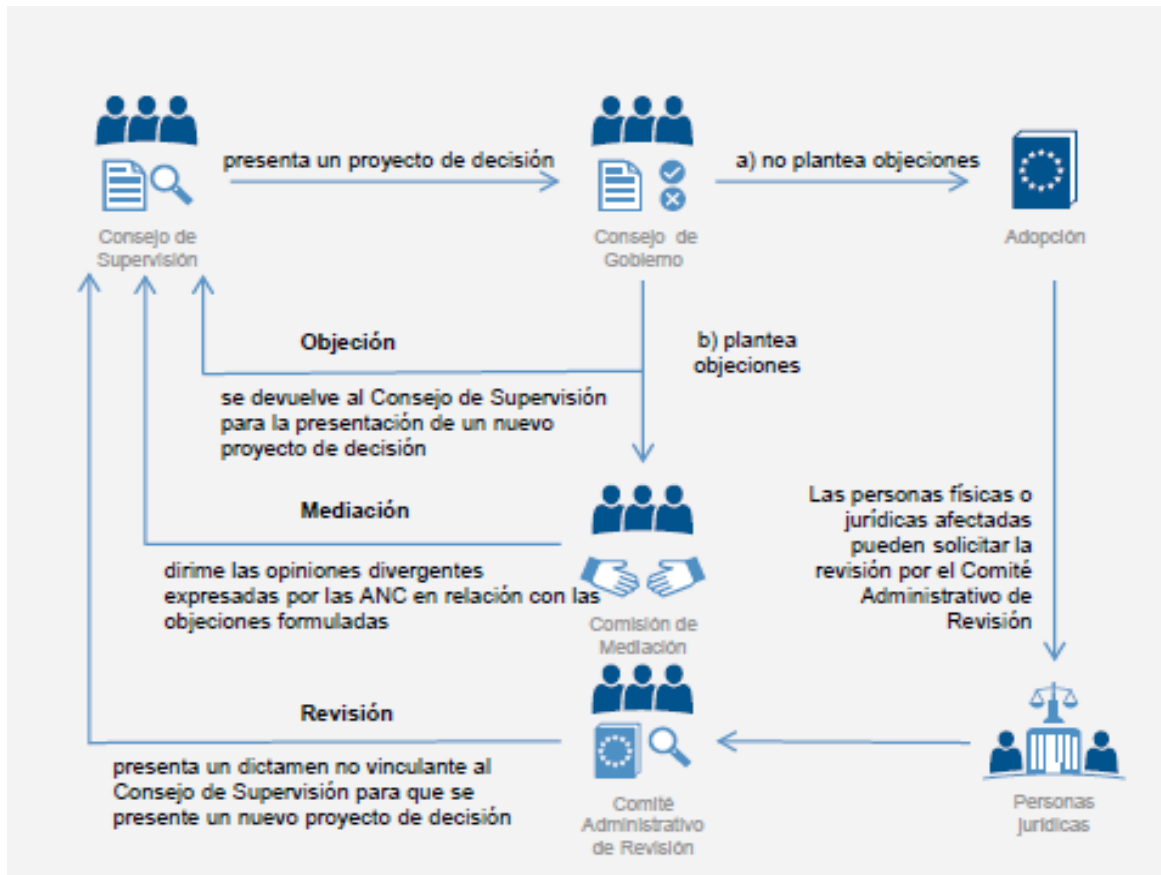 presenta un proyecto de decisión
a) no plantea objeciones
Consejo de
Supervisión
Consejo de
Gobierno
Adopción
Objeción
b) plantea
objeciones
se devuelve al Consejo de Supervisión
para la presentación de un nuevo
proyecto de decisión
Mediación
dirime las opiniones divergentes
expresadas por las ANC en relación con las
objeciones formuladas
Comisión de
Mediación
Las personas físicas o
jurídicas afectadas
pueden solicitar la
revisión por el Comité
Administrativo de
Revisión
Revisión
presenta un dictamen no vinculante al
Consejo de Supervisión para que se
presente un nuevo proyecto de decisión
Comité
Administrativo
de Revisión
Personas
jurídicas